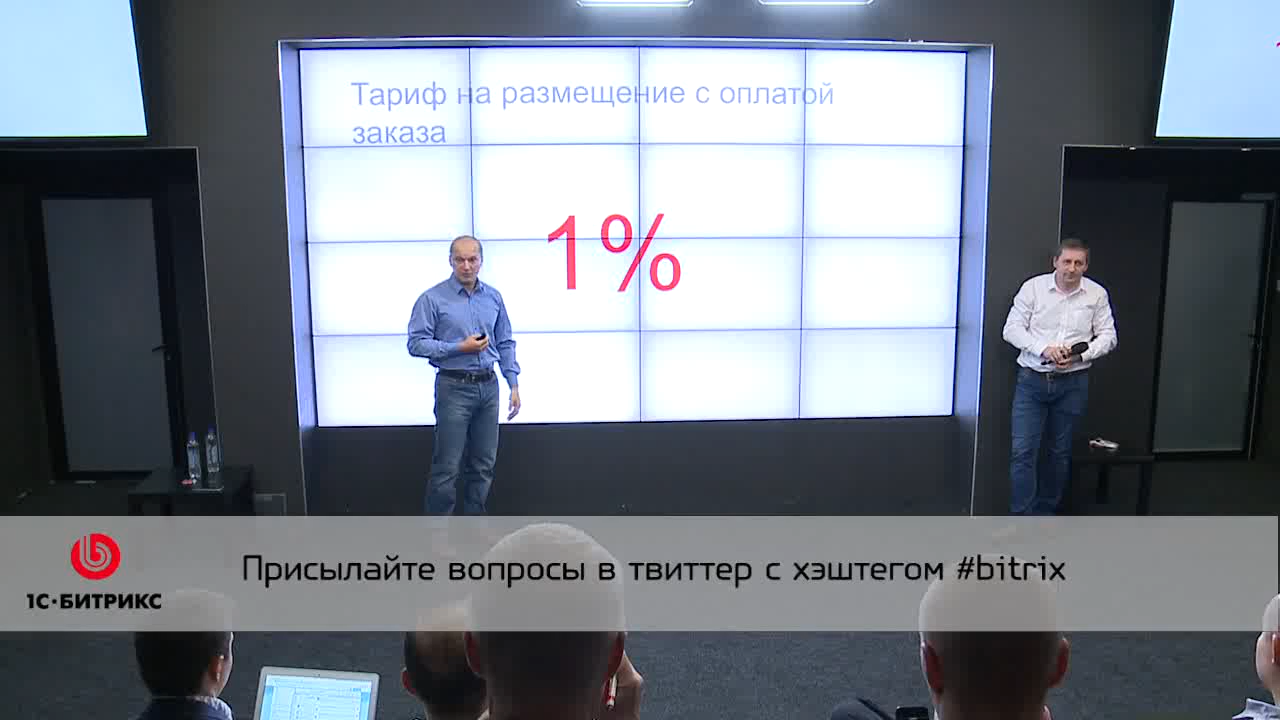 Тариф на размещение с оплатой
заказа
1%
Присылайте вопросы в твиттер с хэштегом #bitrix
1С·БИТРИКС